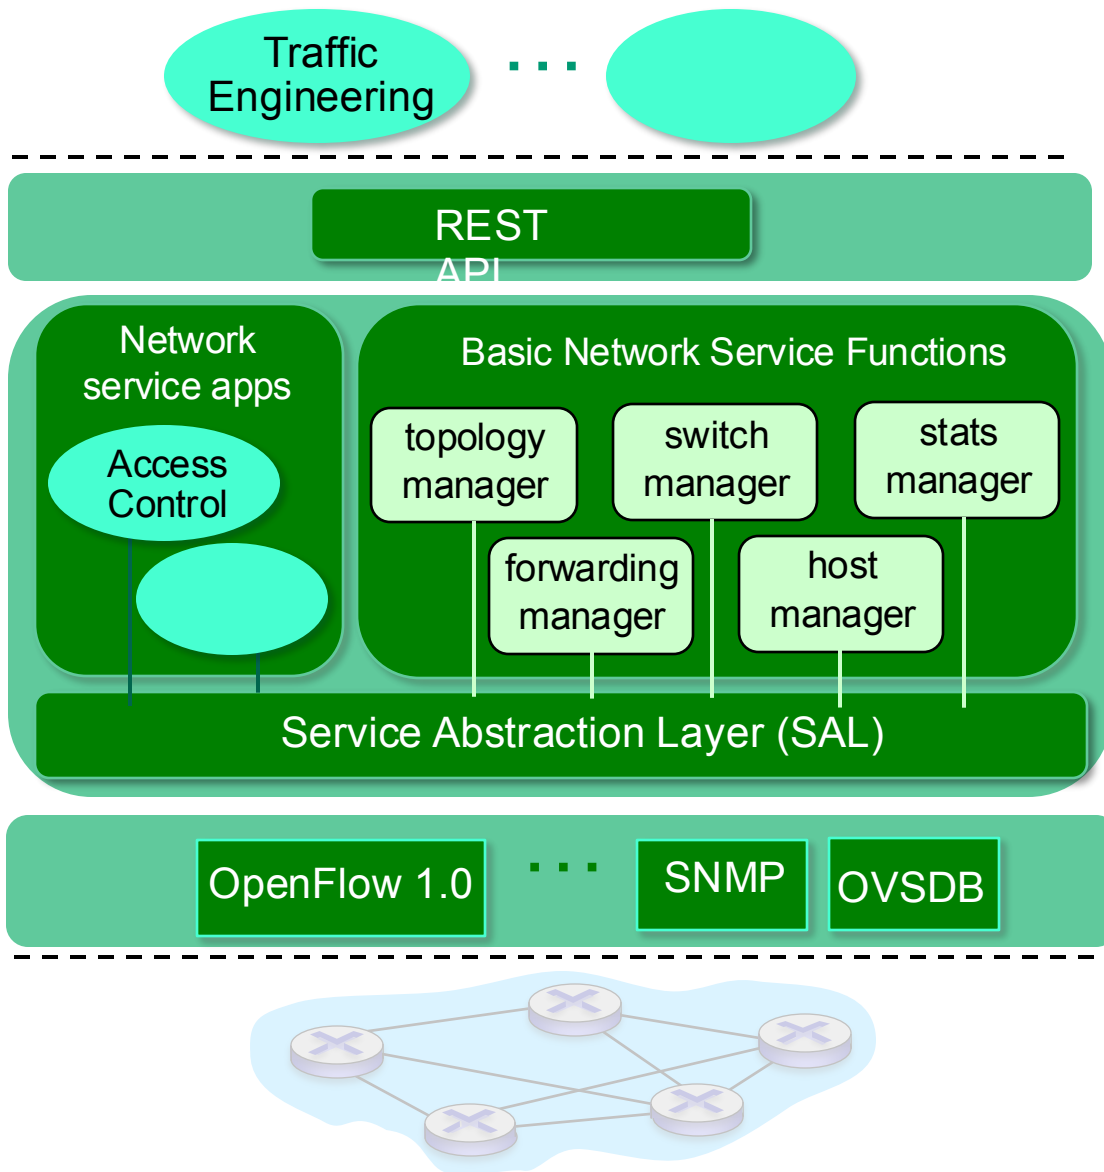 Traffic
Engineering
REST
API
Network
service apps
Basic Network Service Functions
Access
Control
topology
manager
switch
manager
stats
manager
forwarding
manager
host
manager
Service Abstraction Layer (SAL)
OpenFlow 1.0
SNMP
OVSDB